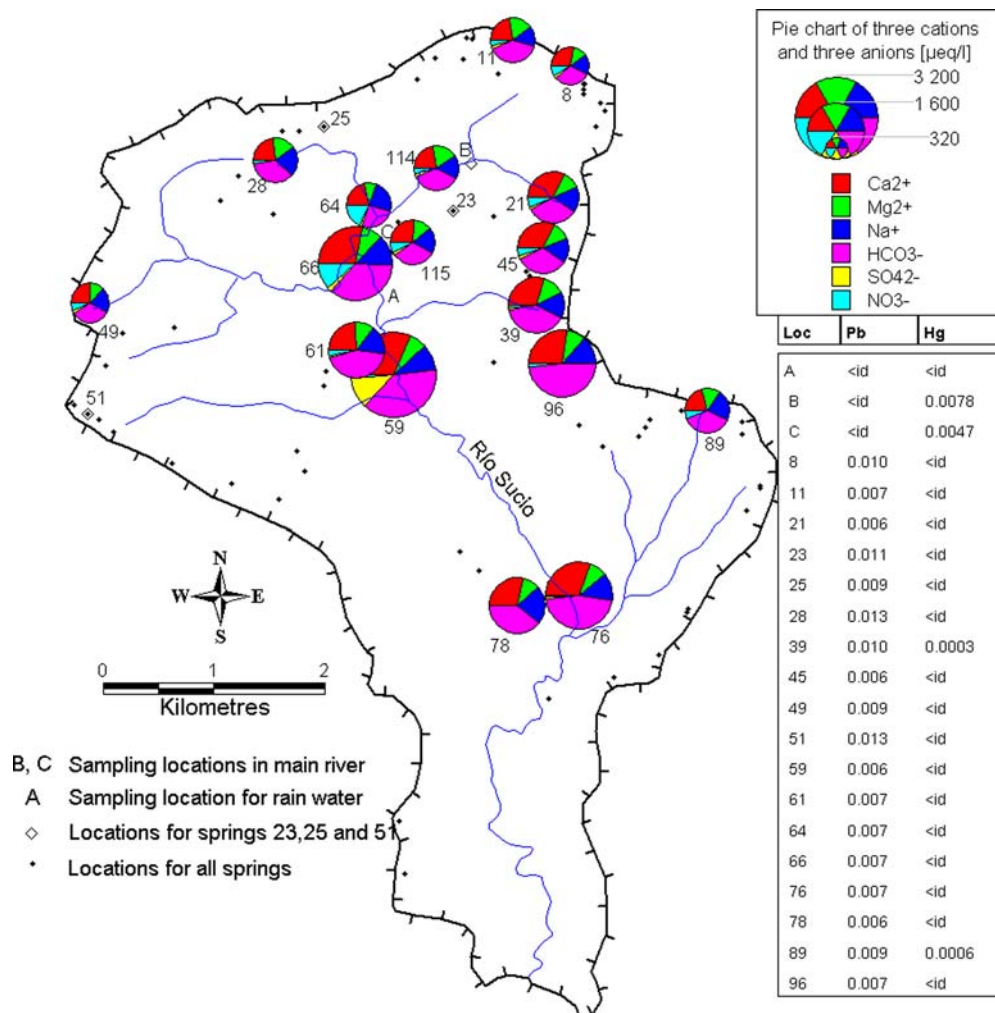 Pie chart of three cations
and three anions [µeq/l]
3 200
1 600
320
Ca2+
Mg2+
Na+
HCO3-
SO42-
NO3-
11
8
25
B
114
28
23
64
21
C
66
115
45
A
49
39
61
51
59
96
89
Río Sucio
78
76
N
W E
S
0 2
Kilometres
B, C Sampling locations in main river
A Sampling location for rain water
Locations for springs 23,25 and 51
Locations for all springs
Loc Pb Hg
A <id <id
B <id 0.0078
C <id 0.0047
8 0.010 <id
11 0.007 <id
21 0.006 <id
23 0.011 <id
25 0.009 <id
28 0.013 <id
39 0.010 0.0003
45 0.006 <id
49 0.009 <id
51 0.013 <id
59 0.006 <id
61 0.007 <id
64 0.007 <id
66 0.007 <id
76 0.007 <id
78 0.006 <id
89 0.009 0.0006
96 0.007 <id